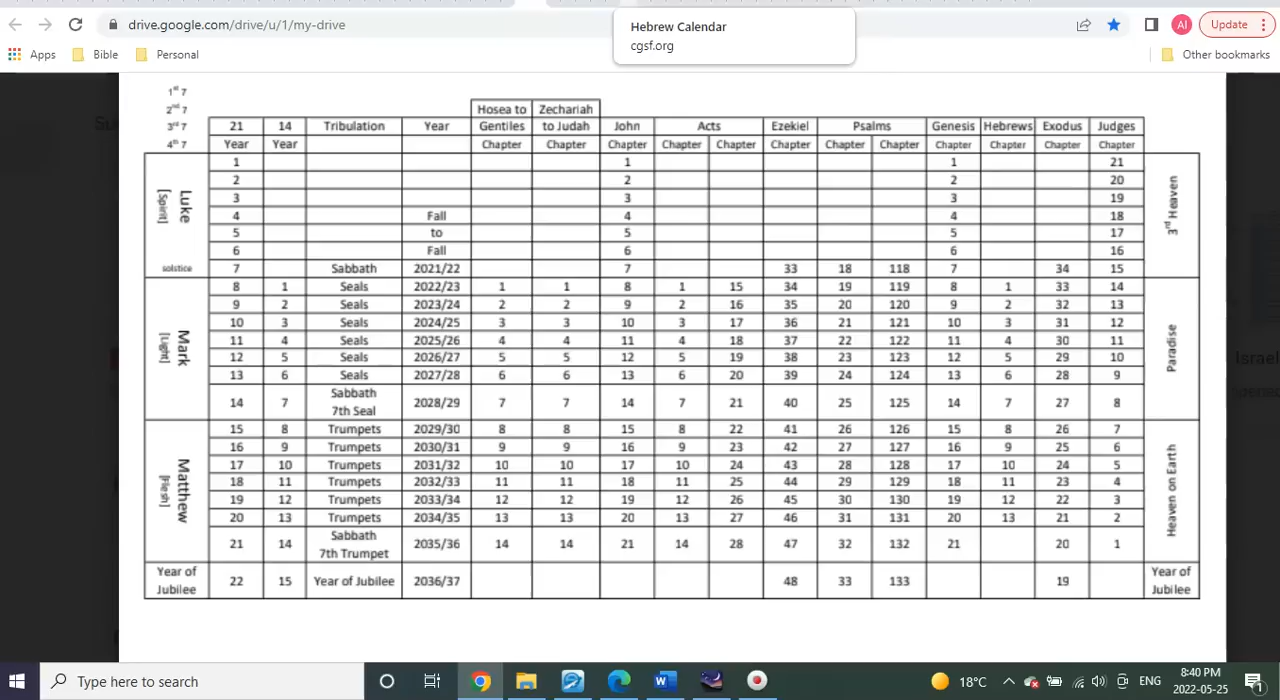 drive.google.com/drive/u/1/my-drive
Hebrew Calendar
cgsf.org
AI
Update
Apps
Bible
Personal
Other bookmarks
1st 7
2nd 7
3rd 7
4th 7
Hosea to Zechariah
21 14 Tribulation Year Gentiles to Judah John Acts Ezekiel Psalms Genesis Hebrews Exodus Judges
Year Year Chapter Chapter Chapter Chapter Chapter Chapter Chapter Chapter Chapter Chapter Chapter Chapter
Luke
[Spirit]
solstice
3rd Heaven
1 1 1 21
2 2 2 20
3 3 3 19
4 Fall 4 4 18
5 to 5 5 17
6 Fall 6 6 16
7 Sabbath 2021/22 7 33 18 118 7 34 15
Mark
[Light]
Paradise
8 1 Seals 2022/23 1 1 8 1 15 34 19 119 8 1 33 14
9 2 Seals 2023/24 2 2 9 2 16 35 20 120 9 2 32 13
10 3 Seals 2024/25 3 3 10 3 17 36 21 121 10 3 31 12
11 4 Seals 2025/26 4 4 11 4 18 37 22 122 11 4 30 11
12 5 Seals 2026/27 5 5 12 5 19 38 23 123 12 5 29 10
13 6 Seals 2027/28 6 6 13 6 20 39 24 124 13 6 28 9
Sabbath
14 7 2028/29 7 7 14 7 21 40 25 125 14 7 27 8
7th Seal
Matthew
[Flesh]
Heaven on Earth
15 8 Trumpets 2029/30 8 8 15 8 22 41 26 126 15 8 26 7
16 9 Trumpets 2030/31 9 9 16 9 23 42 27 127 16 9 25 6
17 10 Trumpets 2031/32 10 10 17 10 24 43 28 128 17 10 24 5
18 11 Trumpets 2032/33 11 11 18 11 25 44 29 129 18 11 23 4
19 12 Trumpets 2033/34 12 12 19 12 26 45 30 130 19 12 22 3
20 13 Trumpets 2034/35 13 13 20 13 27 46 31 131 20 13 21 2
Sabbath
21 14 2035/36 14 14 21 14 28 47 32 132 21 20 1
7th Trumpet
Year of Year of
22 15 Year of Jubilee 2036/37 48 33 133 19
Jubilee Jubilee
Israel
Type here to search
18°C
ENG
8:40 PM
2022-05-25
1